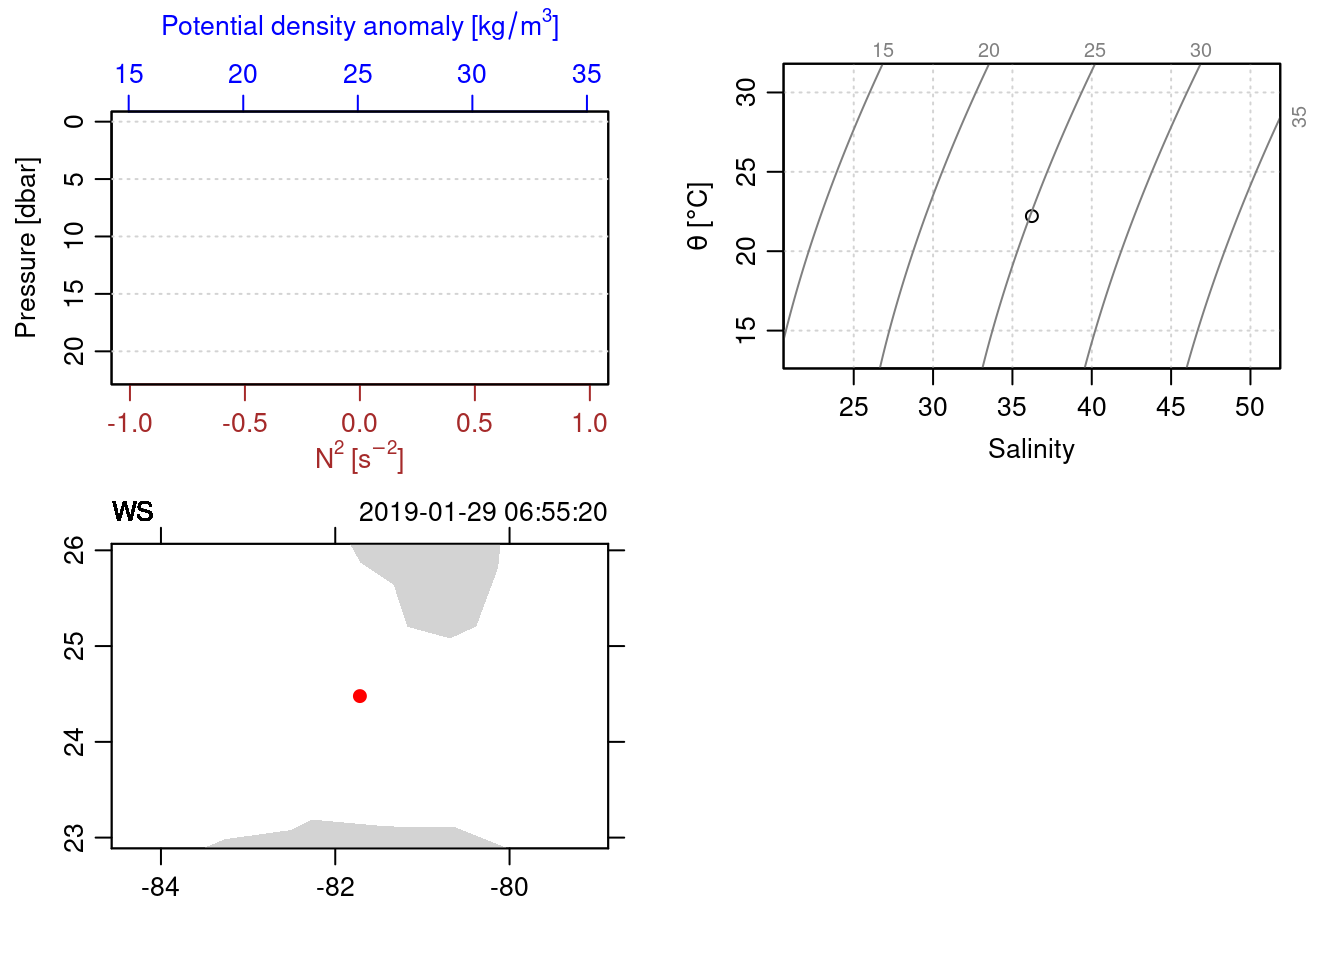 Potential density anomaly [kg/m³]
15 20 25 30 35
0
5
10
15
20
Pressure [dbar]
-1.0 -0.5 0.0 0.5 1.0
N² [s⁻²]
15 20 25 30
35
30
25
20
15
θ [°C]
25 30 35 40 45 50
Salinity
WS 2019-01-29 06:55:20
26
25
24
23
-84 -82 -80